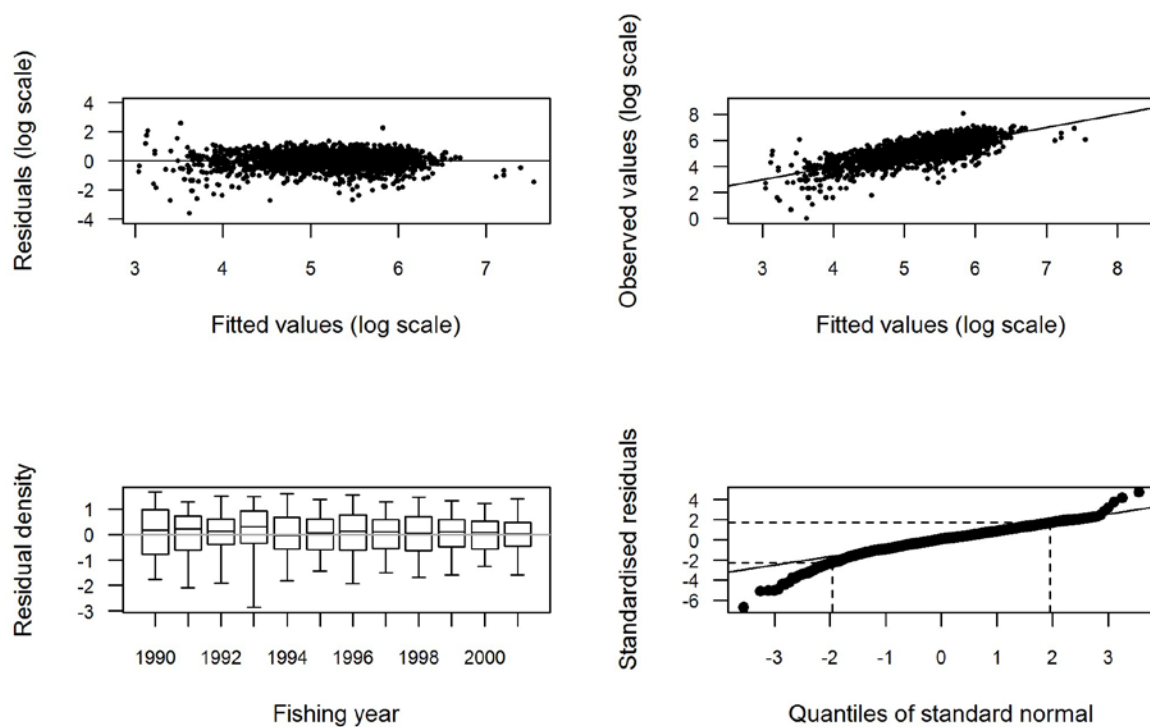 Residuals (log scale)
4
2
0
-2
-4
3 4 5 6 7
Fitted values (log scale)
Observed values (log scale)
8
6
4
2
0
3 4 5 6 7 8
Fitted values (log scale)
Residual density
1
0
-1
-2
-3
1990 1992 1994 1996 1998 2000
Fishing year
Standardised residuals
4
2
0
-2
-4
-6
-3 -2 -1 0 1 2 3
Quantiles of standard normal